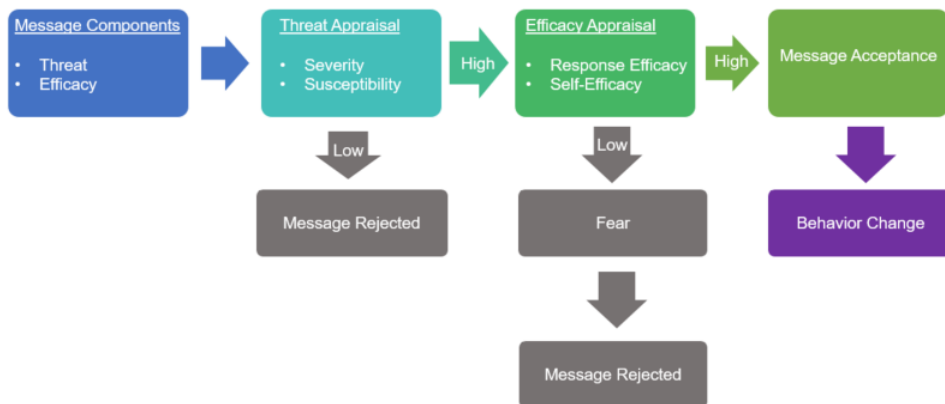 Message Components
• Threat
• Efficacy
Threat Appraisal
• Severity
• Susceptibility
High
Efficacy Appraisal
• Response Efficacy
• Self-Efficacy
High
Message Acceptance
Low
Low
Message Rejected
Fear
Behavior Change
Message Rejected